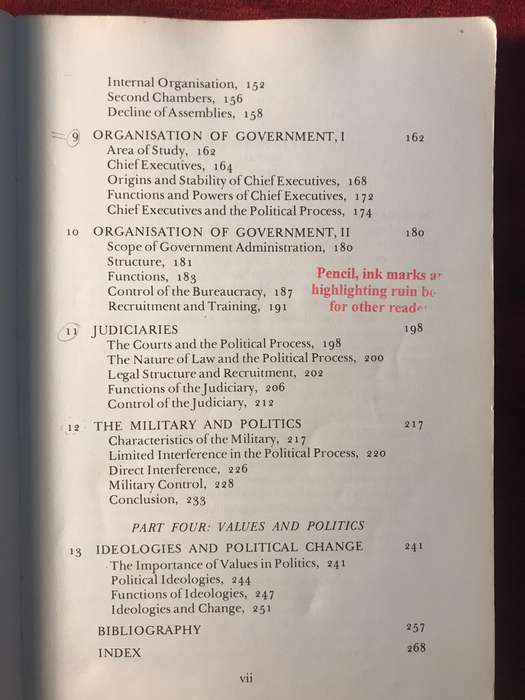 Internal Organisation, 152
Second Chambers, 156
Decline of Assemblies, 158
9 ORGANISATION OF GOVERNMENT, I 162
Area of Study, 162
Chief Executives, 164
Origins and Stability of Chief Executives, 168
Functions and Powers of Chief Executives, 172
Chief Executives and the Political Process, 174
10 ORGANISATION OF GOVERNMENT, II 180
Scope of Government Administration, 180
Structure, 181
Functions, 183
Control of the Bureaucracy, 187
Recruitment and Training, 191
Pencil, ink marks
highlighting ruin
for other
11 JUDICIARIES 198
The Courts and the Political Process, 198
The Nature of Law and the Political Process, 200
Legal Structure and Recruitment, 202
Functions of the Judiciary, 206
Control of the Judiciary, 212
12 THE MILITARY AND POLITICS 217
Characteristics of the Military, 217
Limited Interference in the Political Process, 220
Direct Interference, 226
Military Control, 228
Conclusion, 233
PART FOUR: VALUES AND POLITICS
13 IDEOLOGIES AND POLITICAL CHANGE 241
The Importance of Values in Politics, 241
Political Ideologies, 244
Functions of Ideologies, 247
Ideologies and Change, 251
BIBLIOGRAPHY 257
INDEX 268
vii